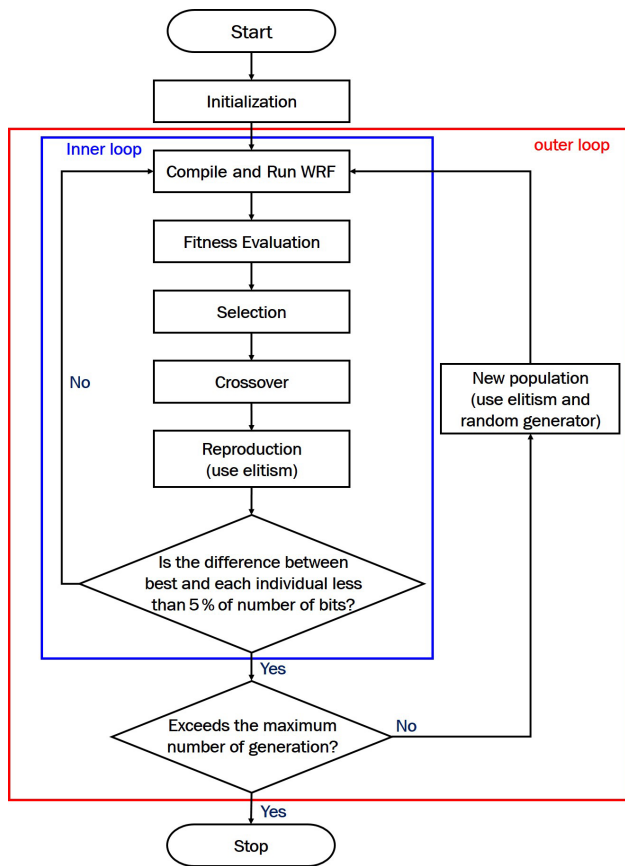 Start
Initialization
outer loop
Inner loop
Compile and Run WRF
Fitness Evaluation
Selection
Crossover
No
New population
(use elitism and
random generator)
Reproduction
(use elitism)
Is the difference between
best and each individual less
than 5% of number of bits?
Yes
Exceeds the maximum
number of generation?
No
Yes
Stop